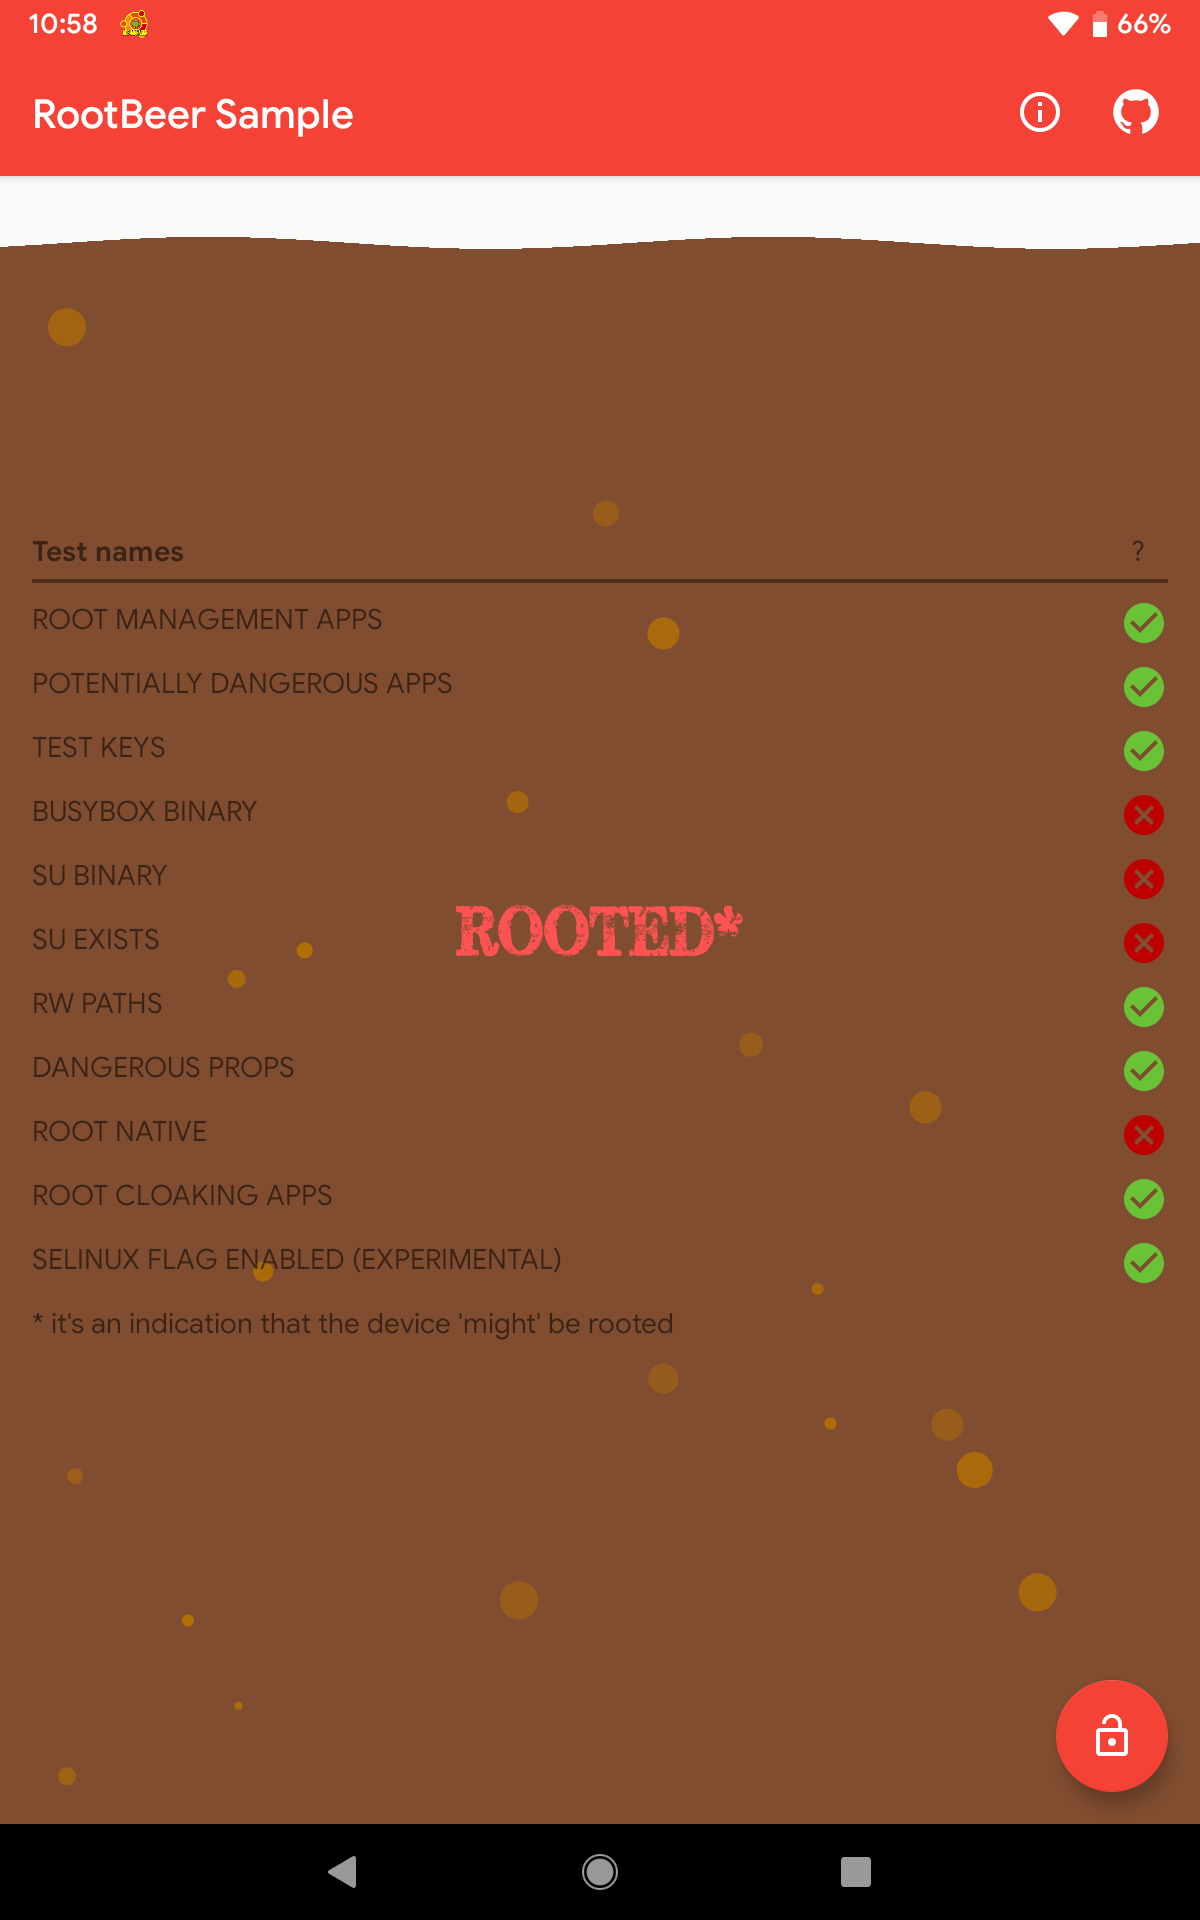 10:58
66%
RootBeer Sample
Test names
?
ROOT MANAGEMENT APPS
POTENTIALLY DANGEROUS APPS
TEST KEYS
BUSYBOX BINARY
SU BINARY
ROOTED*
SU EXISTS
RW PATHS
DANGEROUS PROPS
ROOT NATIVE
ROOT CLOAKING APPS
SELINUX FLAG ENABLED (EXPERIMENTAL)
* it's an indication that the device 'might' be rooted